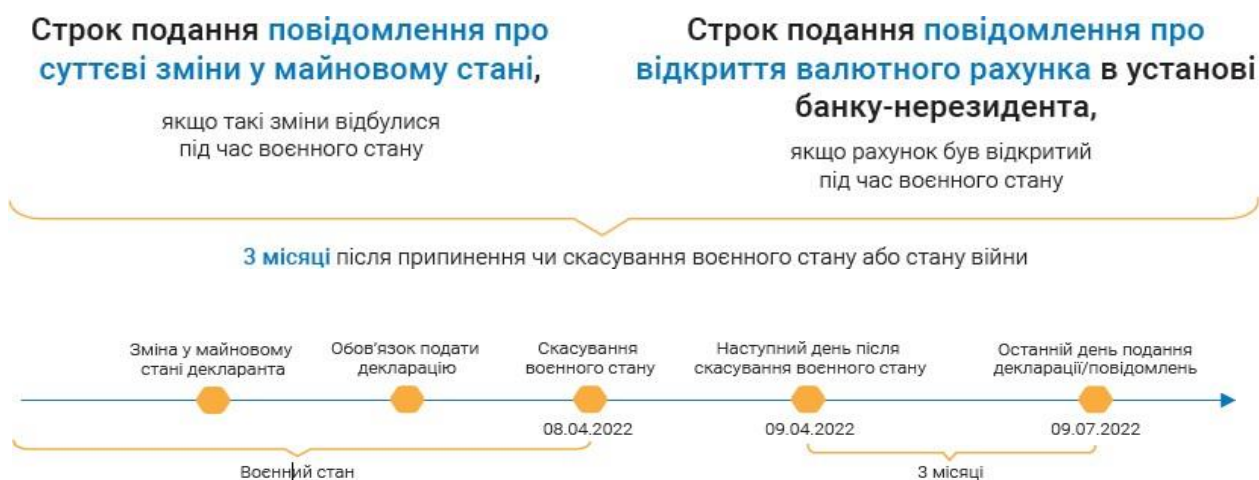 Строк подання повідомлення про
суттєві зміни у майновому стані,
якщо такі зміни відбулися
під час воєнного стану
Строк подання повідомлення про
відкриття валютного рахунка в установі
банку-нерезидента,
якщо рахунок був відкритий
під час воєнного стану
3 місяці після припинення чи скасування воєнного стану або стану війни
Зміна у майновому
стані декларанта
Обов'язок подати
декларацію
Скасування
воєнного стану
Наступний день після
скасування воєнного стану
Останній день подання
декларації/повідомлень
08.04.2022
09.04.2022
09.07.2022
Воєнний стан
3 місяці